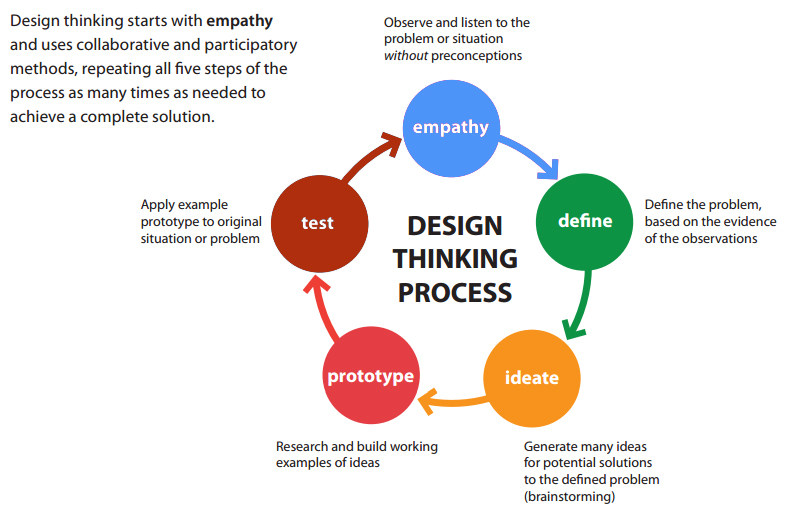 Design thinking starts with empathy
and uses collaborative and participatory
methods, repeating all five steps of the
process as many times as needed to
achieve a complete solution.
Observe and listen to the
problem or situation
without preconceptions
empathy
define
Define the problem,
based on the evidence
of the observations
ideate
Generate many ideas
for potential solutions
to the defined problem
(brainstorming)
prototype
Research and build working
examples of ideas
test
Apply example
prototype to original
situation or problem
DESIGN
THINKING
PROCESS